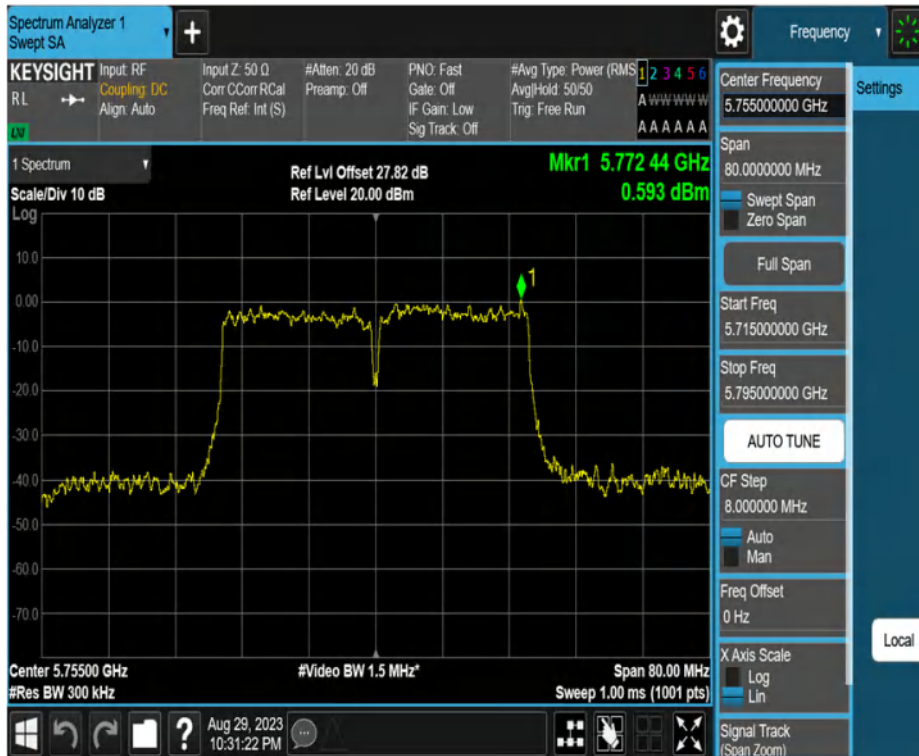 Spectrum Analyzer 1
Swept SA
+
Frequency
KEYSIGHT
RL
LNI
Input: RF
Coupling: DC
Align: Auto
Input Z: 50 Ω
Corr CCorr RCal
Freq Ref: Int (S)
#Atten: 20 dB
Preamp: Off
PNO: Fast
Gate: Off
IF Gain: Low
Sig Track: Off
#Avg Type: Power (RMS
Avg|Hold: 50/50
Trig: Free Run
1 2 3 4 5 6
A W W W W W
A A A A A A
1 Spectrum
Scale/Div 10 dB
Ref Lvl Offset 27.82 dB
Ref Level 20.00 dBm
Mkr1 5.772 44 GHz
0.593 dBm
Log
10.0
0.00
-10.0
-20.0
-30.0
-40.0
-50.0
-60.0
-70.0
1
Center 5.75500 GHz
#Res BW 300 kHz
#Video BW 1.5 MHz*
Span 80.00 MHz
Sweep 1.00 ms (1001 pts)
Center Frequency
5.755000000 GHz
Span
80.0000000 MHz
Swept Span
Zero Span
Full Span
Start Freq
5.715000000 GHz
Stop Freq
5.795000000 GHz
AUTO TUNE
CF Step
8.000000 MHz
Auto
Man
Freq Offset
0 Hz
X Axis Scale
Log
Lin
Signal Track
(Span Zoom)
Settings
Local
?
Aug 29, 2023
10:31:22 PM